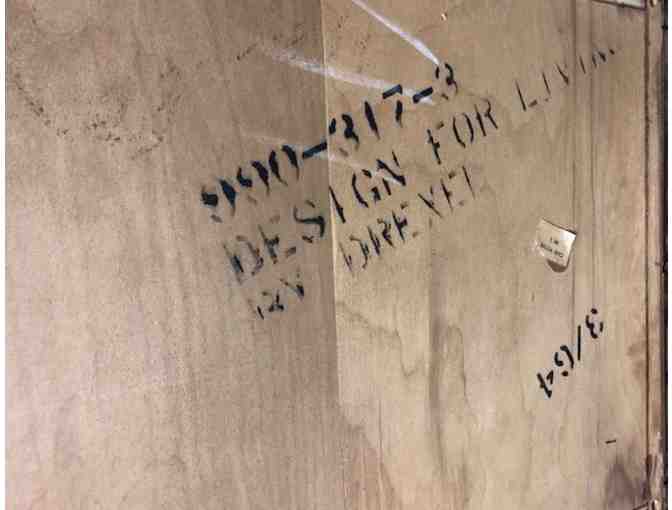 990-317-3
DESIGN FOR LIVIN
BY DREXEL
3/64